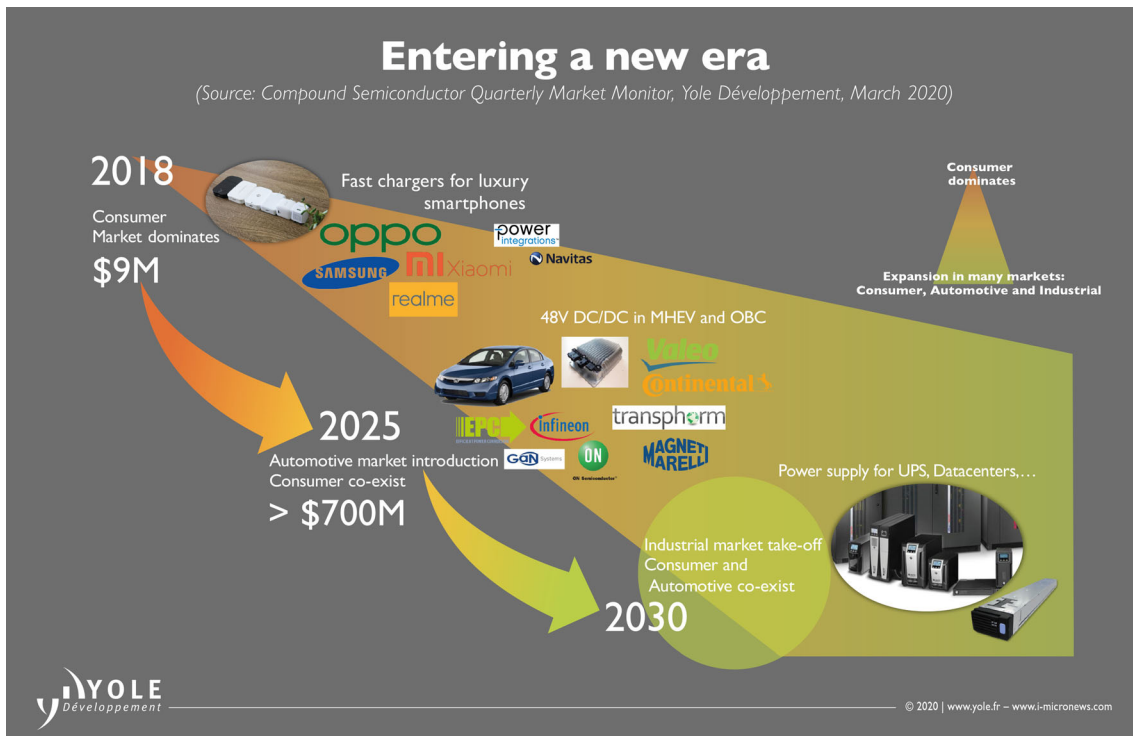 Entering a new era
(Source: Compound Semiconductor Quarterly Market Monitor, Yole Développement, March 2020)
2018
Consumer
Market dominates
$9M
Fast chargers for luxury
smartphones
oppo
power
integrations™
SAMSUNG
mi Xiaomi
Navitas
realme
Consumer
dominates
Expansion in many markets:
Consumer, Automotive and Industrial
48V DC/DC in MHEV and OBC
Valeo
Continental
2025
Automotive market introduction
Consumer co-exist
> $700M
EPC
infineon
transphorm
GaN Systems
ON
ON Semiconductor™
MAGNETI
MARELLI
Power supply for UPS, Datacenters,…
Industrial market take-off
Consumer and
Automotive co-exist
2030
YOLE
Développement
© 2020 | www.yole.fr – www.i-micronews.com